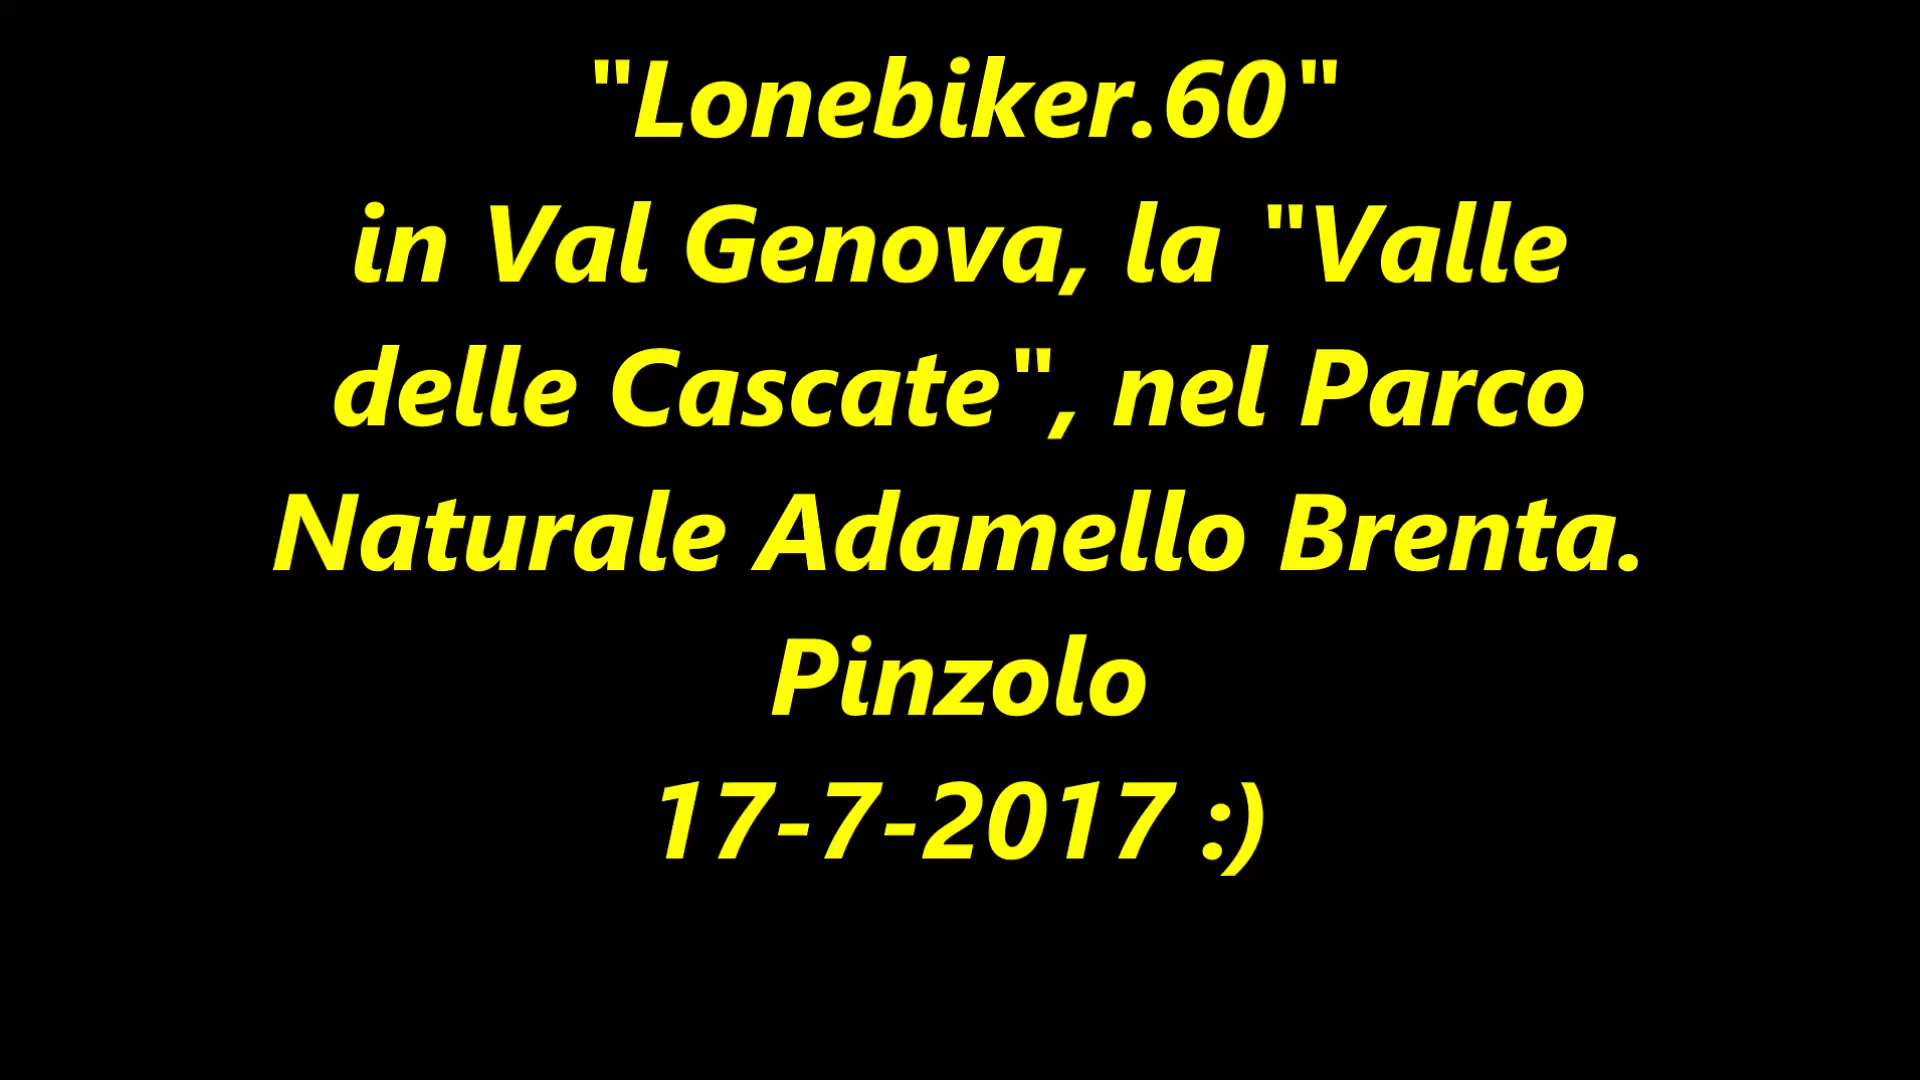 "Lonebiker.60"
in Val Genova, la "Valle
delle Cascate", nel Parco
Naturale Adamello Brenta.
Pinzolo
17-7-2017 :)